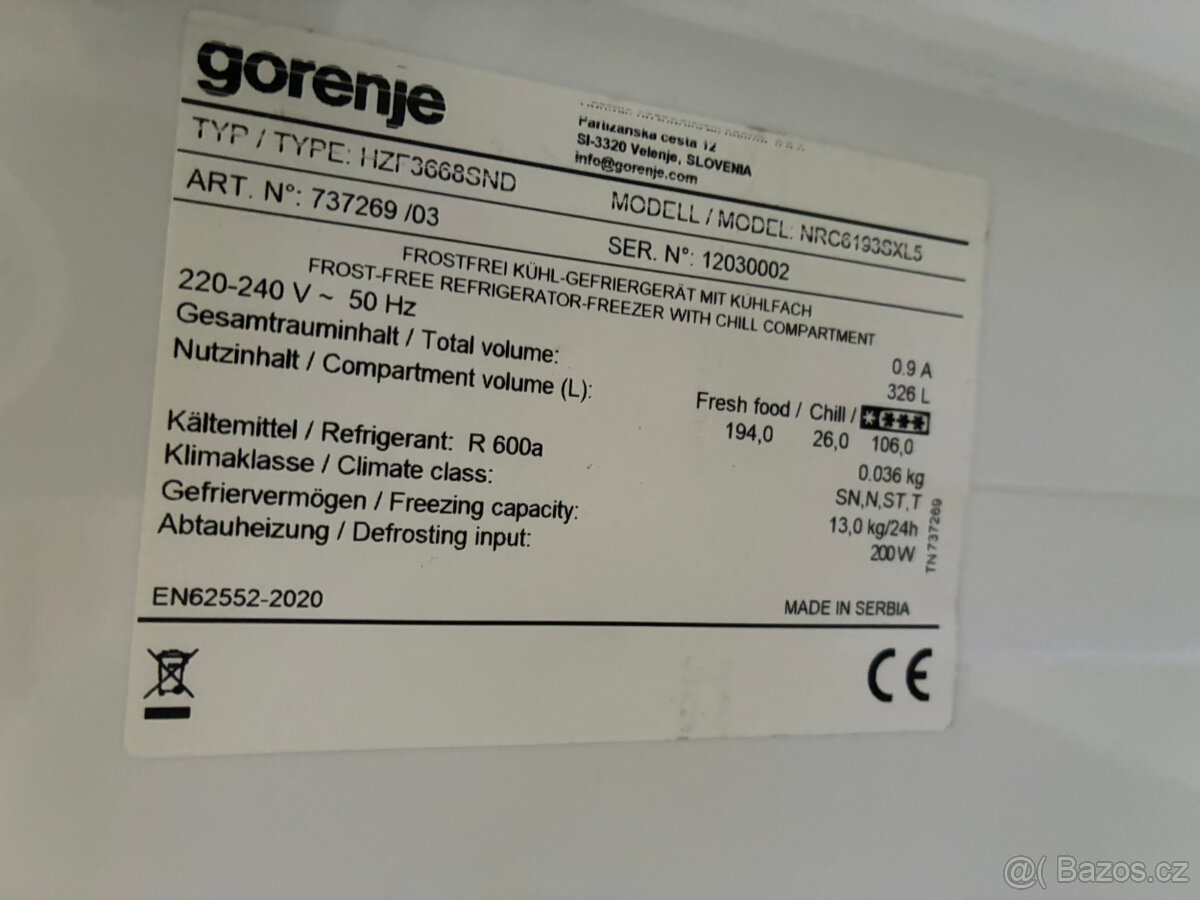 gorenje
Partizanska cesta 12
SI-3320 Velenje, SLOVENIA
info@gorenje.com
TYP / TYPE: HZF3668SND
MODELL / MODEL: NRC6193SXL5
ART. N°: 737269 /03
SER. N°: 12030002
FROSTFREI KÜHL-GEFRIERGERÄT MIT KÜHLFACH
FROST-FREE REFRIGERATOR-FREEZER WITH CHILL COMPARTMENT
220-240 V ~ 50 Hz
0.9 A
Gesamtrauminhalt / Total volume:
326 L
Nutzinhalt / Compartment volume (L):
Fresh food / Chill /
194,0 26,0 106,0
Kältemittel / Refrigerant: R 600a
0.036 kg
Klimaklasse / Climate class:
SN,N,ST,T
Gefriervermögen / Freezing capacity:
13,0 kg/24h
Abtauheizung / Defrosting input:
200W
TN 737269
EN62552-2020
MADE IN SERBIA
CE
@( Bazos.cz